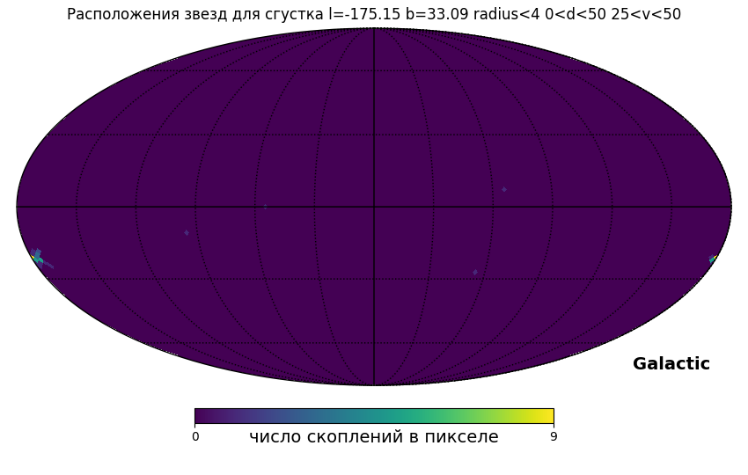 Расположения звезд для сгустка l=-175.15 b=33.09 radius<4 0<d<50 25<v<50
Galactic
0
9
число скоплений в пикселе